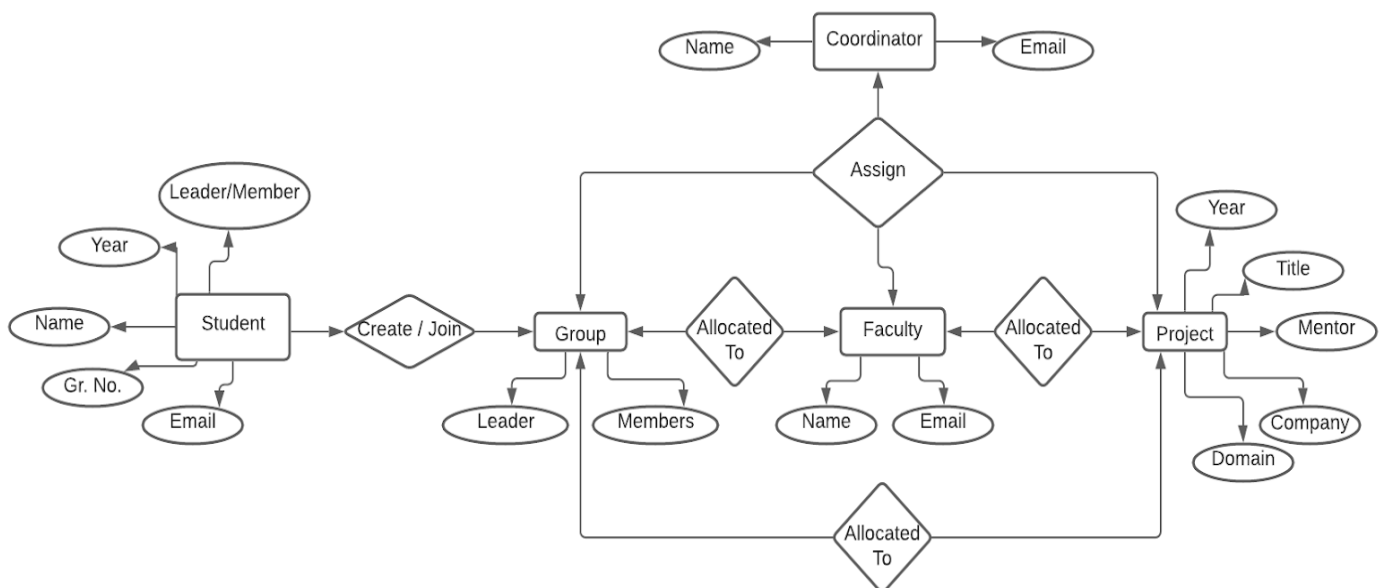 Name
Coordinator
Email
Assign
Leader/Member
Year
Name
Student
Gr. No.
Email
Create / Join
Group
Leader
Members
Allocated
To
Faculty
Name
Email
Allocated
To
Project
Year
Title
Mentor
Company
Domain
Allocated
To